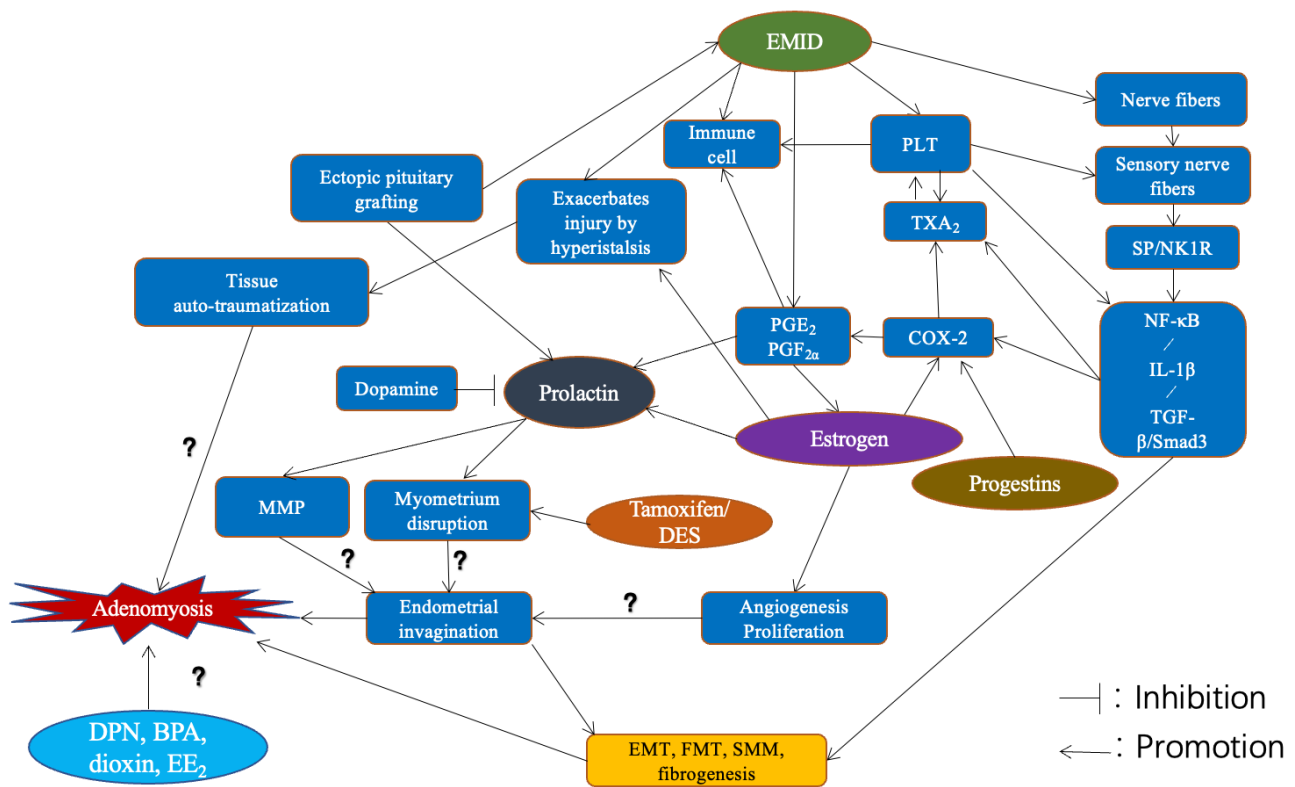 EMID
Nerve fibers
Immune
cell
PLT
Sensory nerve
fibers
Ectopic pituitary
grafting
Exacerbates
injury by
hyperistalsis
TXA₂
SP/NK1R
Tissue
auto-traumatization
PGE₂
PGF₂α
COX-2
NF-κB
/
IL-1β
/
TGF-
β/Smad3
Dopamine
Prolactin
Estrogen
?
Progestins
MMP
Myometrium
disruption
Tamoxifen/
DES
?
?
Adenomyosis
Endometrial
invagination
?
Angiogenesis
Proliferation
?
DPN, BPA,
dioxin, EE₂
EMT, FMT, SMM,
fibrogenesis
: Inhibition
: Promotion